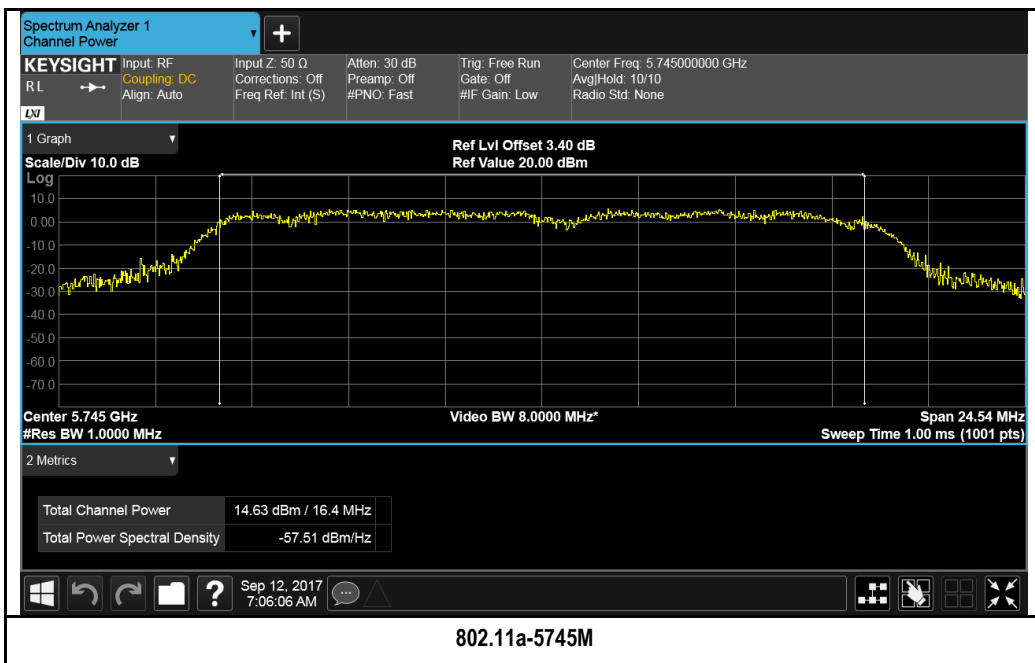 Spectrum Analyzer 1
Channel Power
+
KEYSIGHT Input: RF Input Z: 50 Ω Atten: 30 dB Trig: Free Run Center Freq: 5.745000000 GHz
RL Coupling: DC Corrections: Off Preamp: Off Gate: Off Avg|Hold: 10/10
Align: Auto Freq Ref: Int (S) #PNO: Fast #IF Gain: Low Radio Std: None
LXI
1 Graph
Ref Lvl Offset 3.40 dB
Scale/Div 10.0 dB Ref Value 20.00 dBm
Log
10.0
0.00
-10.0
-20.0
-30.0
-40.0
-50.0
-60.0
-70.0
Center 5.745 GHz Video BW 8.0000 MHz* Span 24.54 MHz
#Res BW 1.0000 MHz Sweep Time 1.00 ms (1001 pts)
2 Metrics
Total Channel Power 14.63 dBm / 16.4 MHz
Total Power Spectral Density -57.51 dBm/Hz
? Sep 12, 2017
7:06:06 AM
802.11a-5745M